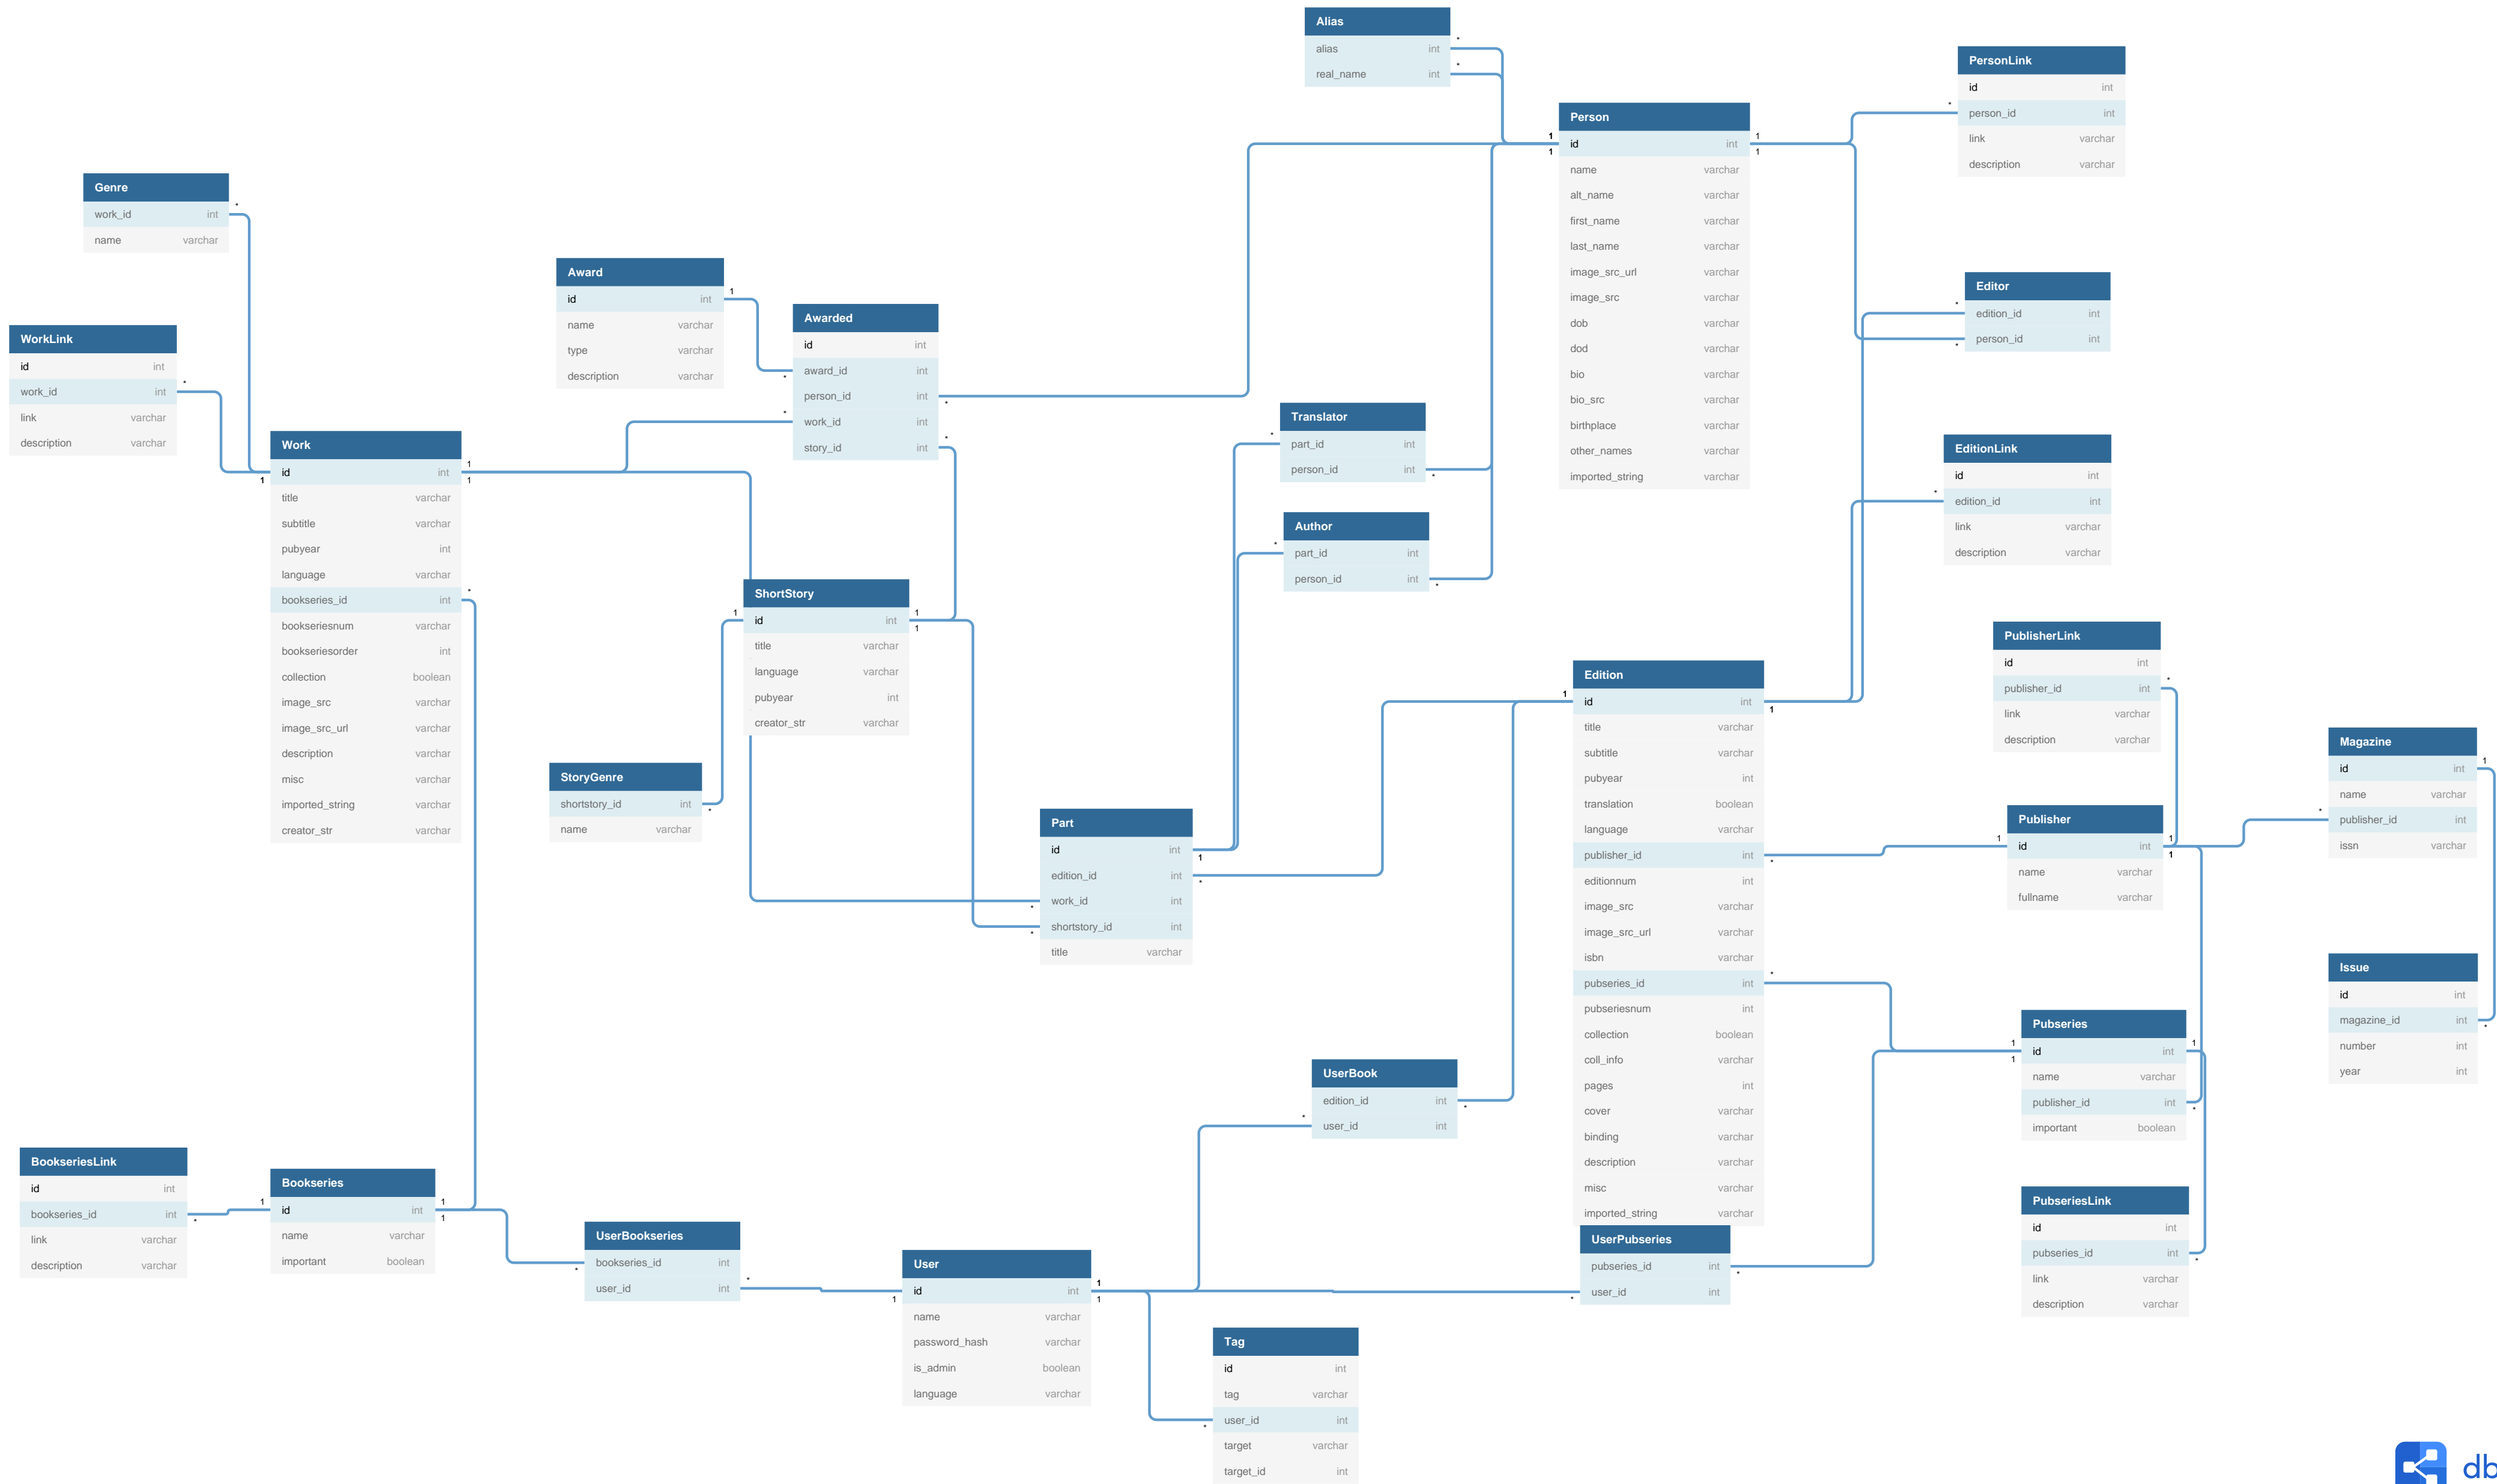 Alias
alias int
real_name int
PersonLink
id int
person_id int
link varchar
description varchar
Person
id int
name varchar
alt_name varchar
first_name varchar
last_name varchar
image_src_url varchar
image_src varchar
dob varchar
dod varchar
bio varchar
bio_src varchar
birthplace varchar
other_names varchar
imported_string varchar
Genre
work_id int
name varchar
Award
id int
name varchar
type varchar
description varchar
Awarded
id int
award_id int
person_id int
work_id int
story_id int
Editor
edition_id int
person_id int
WorkLink
id int
work_id int
link varchar
description varchar
Translator
part_id int
person_id int
Work
id int
title varchar
subtitle varchar
pubyear int
language varchar
bookseries_id int
bookseriesnum varchar
bookseriesorder int
collection boolean
image_src varchar
image_src_url varchar
description varchar
misc varchar
imported_string varchar
creator_str varchar
EditionLink
id int
edition_id int
link varchar
description varchar
Author
part_id int
person_id int
ShortStory
id int
title varchar
language varchar
pubyear int
creator_str varchar
PublisherLink
id int
publisher_id int
link varchar
description varchar
Edition
id int
title varchar
subtitle varchar
pubyear int
translation boolean
language varchar
publisher_id int
editionnum int
image_src varchar
image_src_url varchar
isbn varchar
pubseries_id int
pubseriesnum int
collection boolean
coll_info varchar
pages int
cover varchar
binding varchar
description varchar
misc varchar
imported_string varchar
Magazine
id int
name varchar
publisher_id int
issn varchar
StoryGenre
shortstory_id int
name varchar
Publisher
id int
name varchar
fullname varchar
Part
id int
edition_id int
work_id int
shortstory_id int
title varchar
Issue
id int
magazine_id int
number int
year int
Pubseries
id int
name varchar
publisher_id int
important boolean
UserBook
edition_id int
user_id int
BookseriesLink
id int
bookseries_id int
link varchar
description varchar
Bookseries
id int
name varchar
important boolean
PubseriesLink
id int
pubseries_id int
link varchar
description varchar
UserBookseries
bookseries_id int
user_id int
UserPubseries
pubseries_id int
user_id int
User
id int
name varchar
password_hash varchar
is_admin boolean
language varchar
Tag
id int
tag varchar
user_id int
target varchar
target_id int
db